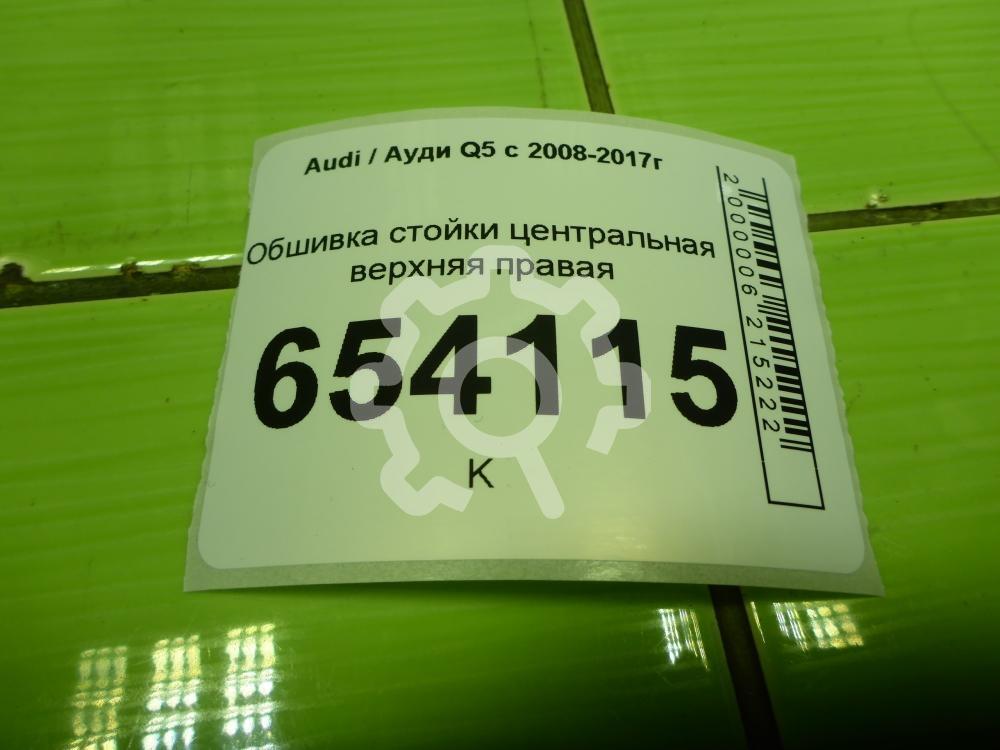 Audi / Ауди Q5 с 2008-2017г
Обшивка стойки центральная
верхняя правая
654115
К
2000006215222